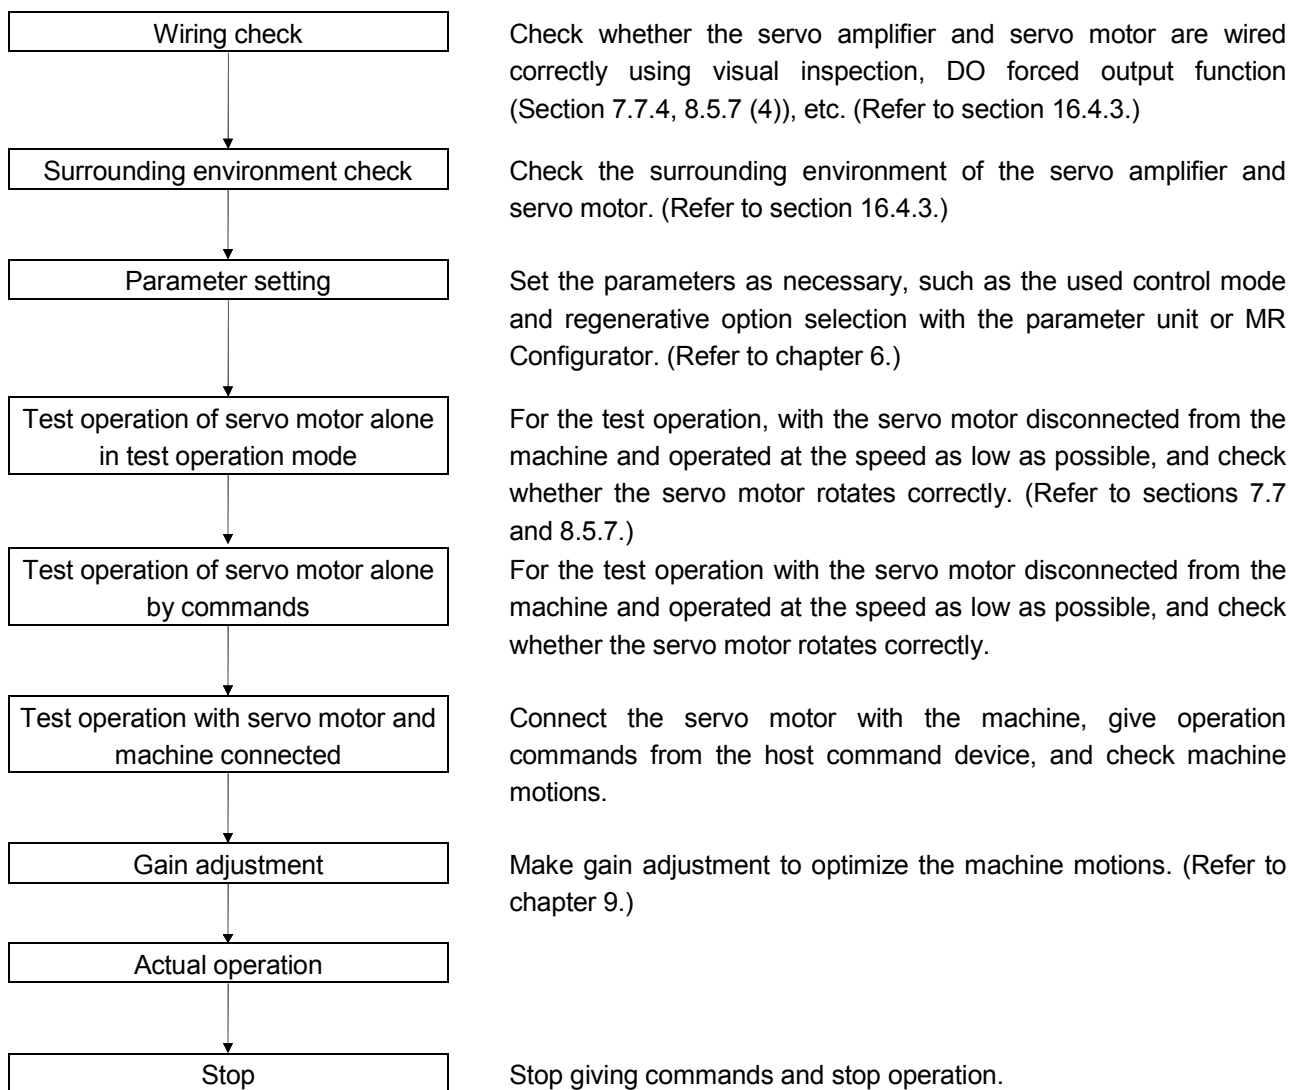 Wiring check
Check whether the servo amplifier and servo motor are wired
correctly using visual inspection, DO forced output function
(Section 7.7.4, 8.5.7 (4)), etc. (Refer to section 16.4.3.)
Surrounding environment check
Check the surrounding environment of the servo amplifier and
servo motor. (Refer to section 16.4.3.)
Parameter setting
Set the parameters as necessary, such as the used control mode
and regenerative option selection with the parameter unit or MR
Configurator. (Refer to chapter 6.)
Test operation of servo motor alone
in test operation mode
For the test operation, with the servo motor disconnected from the
machine and operated at the speed as low as possible, and check
whether the servo motor rotates correctly. (Refer to sections 7.7
and 8.5.7.)
Test operation of servo motor alone
by commands
For the test operation with the servo motor disconnected from the
machine and operated at the speed as low as possible, and check
whether the servo motor rotates correctly.
Test operation with servo motor and
machine connected
Connect the servo motor with the machine, give operation
commands from the host command device, and check machine
motions.
Gain adjustment
Make gain adjustment to optimize the machine motions. (Refer to
chapter 9.)
Actual operation
Stop
Stop giving commands and stop operation.